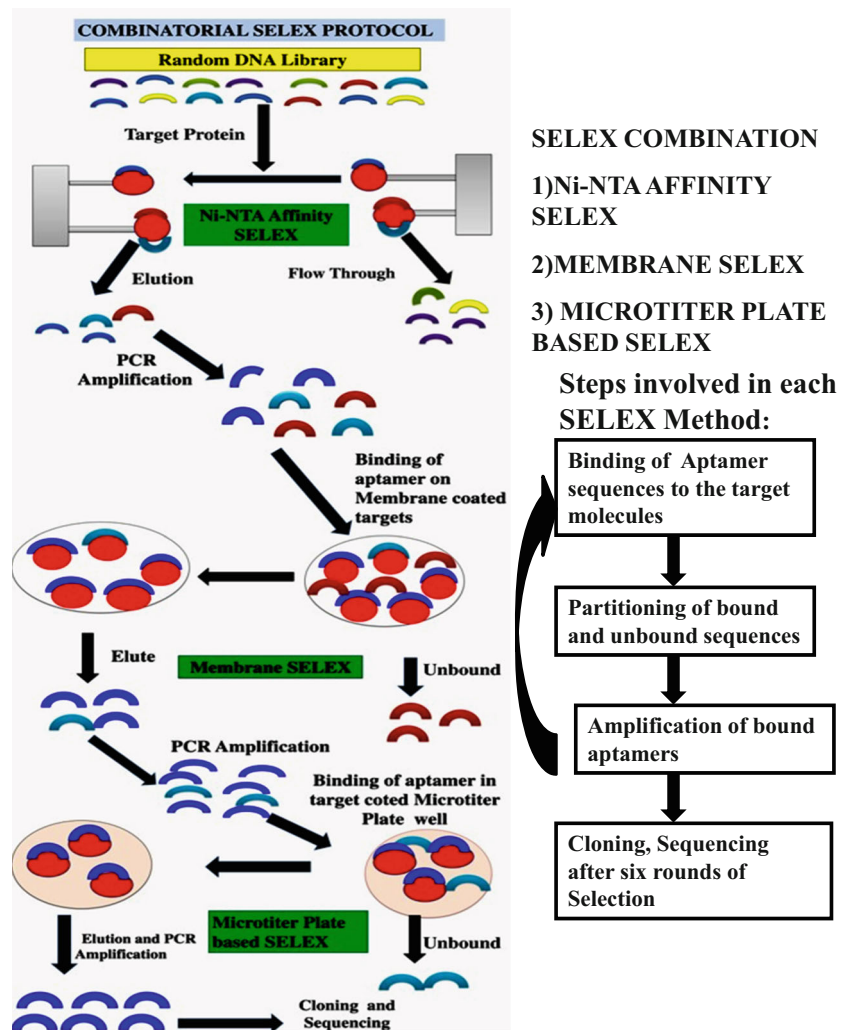 COMBINATORIAL SELEX PROTOCOL
Random DNA Library
Target Protein
Ni-NTA Affinity
SELEX
Elution
Flow Through
PCR
Amplification
Binding of
aptamer on
Membrane coated
targets
Elute
Membrane SELEX
Unbound
PCR Amplification
Binding of aptamer in
target coted Microtiter
Plate well
Microtiter Plate
based SELEX
Elution and PCR
Amplification
Unbound
Cloning and
Sequencing
SELEX COMBINATION
1)Ni-NTA AFFINITY
SELEX
2)MEMBRANE SELEX
3) MICROTITER PLATE
BASED SELEX
Steps involved in each
SELEX Method:
Binding of Aptamer
sequences to the target
molecules
Partitioning of bound
and unbound sequences
Amplification of bound
aptamers
Cloning, Sequencing
after six rounds of
Selection